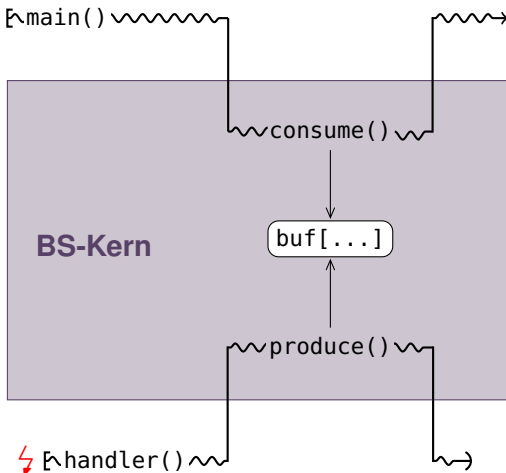 main()
consume()
BS-Kern
buf[...]
produce()
handler()